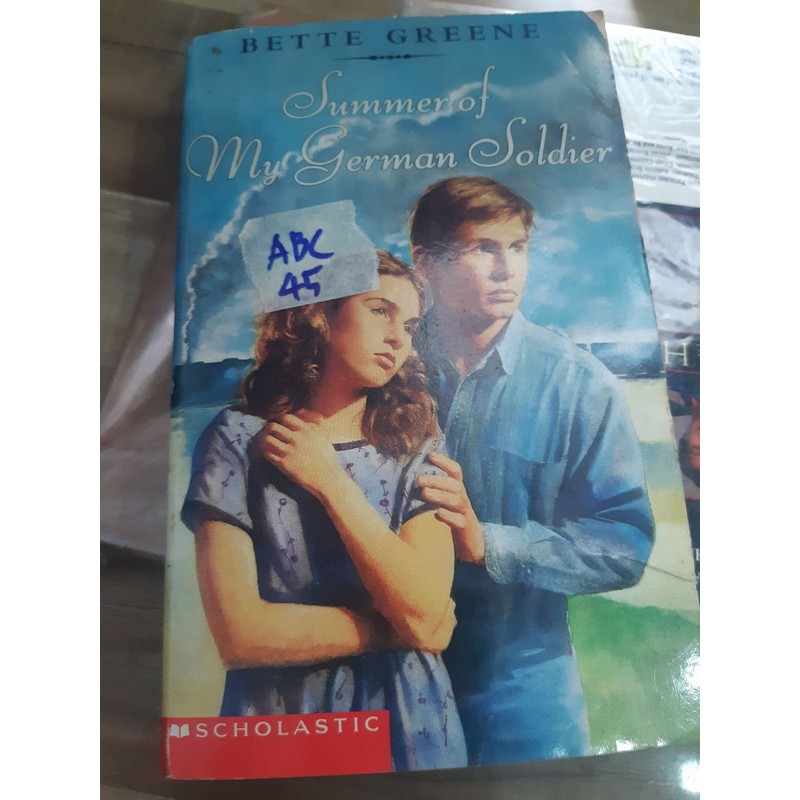 BETTE GREENE
Summer of
My German Soldier
ABC
45
SCHOLASTIC
H